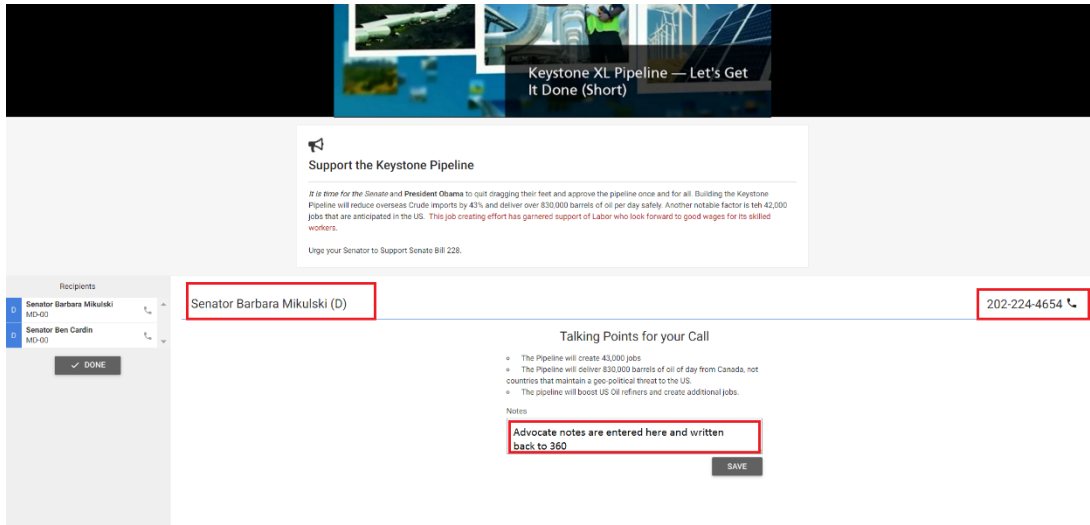 Keystone XL Pipeline — Let's Get
It Done (Short)
Support the Keystone Pipeline
It is time for the Senate and President Obama to quit dragging their feet and approve the pipeline once and for all. Building the Keystone
Pipeline will reduce overseas Crude imports by 43% and deliver over 830,000 barrels of oil per day safely. Another notable factor is teh 42,000
jobs that are anticipated in the US. This job creating effort has garnered support of Labor who look forward to good wages for its skilled
workers.
Urge your Senator to Support Senate Bill 228.
Recipients
D
Senator Barbara Mikulski
MD-00
D
Senator Ben Cardin
MD-00
✓ DONE
Senator Barbara Mikulski (D)
202-224-4654
Talking Points for your Call
The Pipeline will create 43,000 jobs
The Pipeline will deliver 830,000 barrels of oil of day from Canada, not
countries that maintain a geo-political threat to the US.
The pipeline will boost US Oil refiners and create additional jobs.
Notes
Advocate notes are entered here and written
back to 360
SAVE